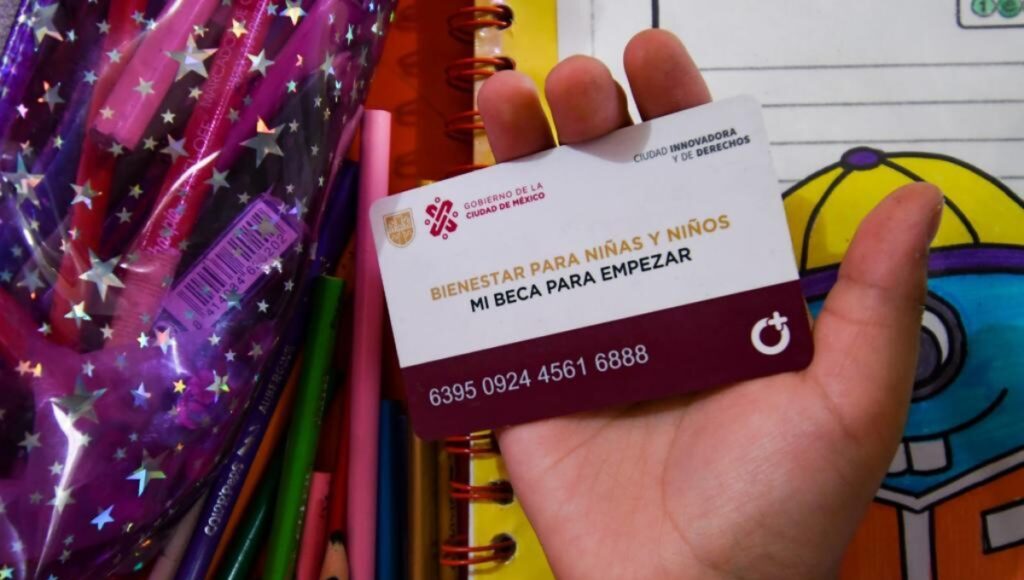 CIUDAD INNOVADORA
Y DE DERECHOS
GOBIERNO DE LA
CIUDAD DE MÉXICO
BIENESTAR PARA NIÑAS Y NIÑOS
MI BECA PARA EMPEZAR
6395 0924 4561 6888